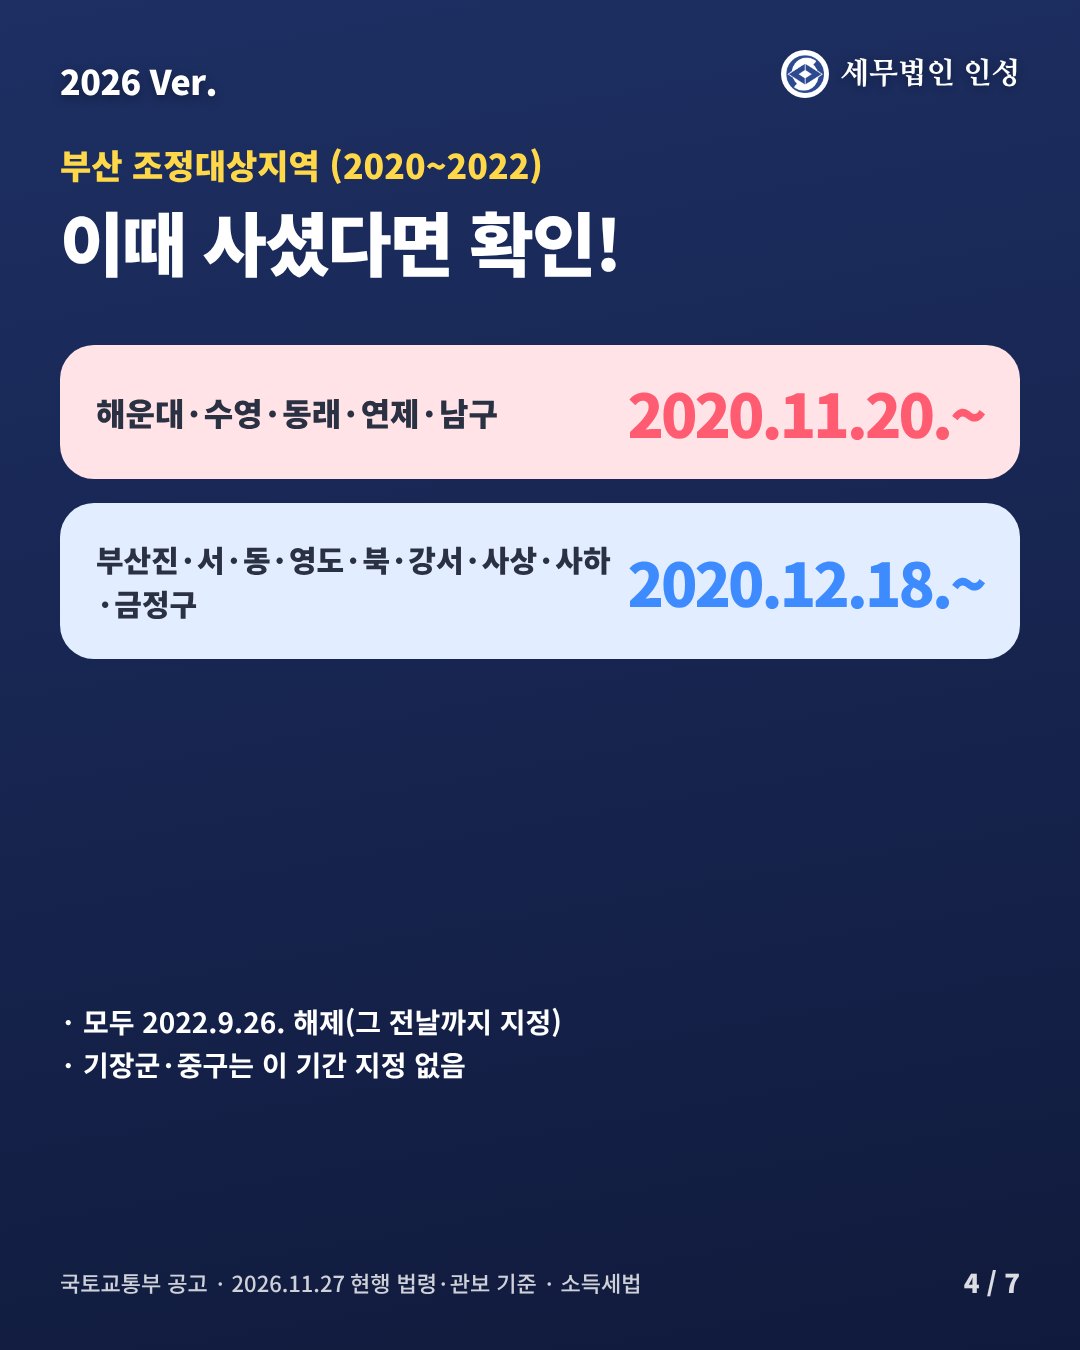 2026 Ver.
세무법인 인성
부산 조정대상지역 (2020~2022)
이때 사셨다면 확인!
해운대·수영·동래·연제·남구
2020.11.20.~
부산진·서·동·영도·북·강서·사상·사하
·금정구
2020.12.18.~
· 모두 2022.9.26. 해제(그 전날까지 지정)
· 기장군·중구는 이 기간 지정 없음
국토교통부 공고 · 2026.11.27 현행 법령·관보 기준 · 소득세법
4 / 7